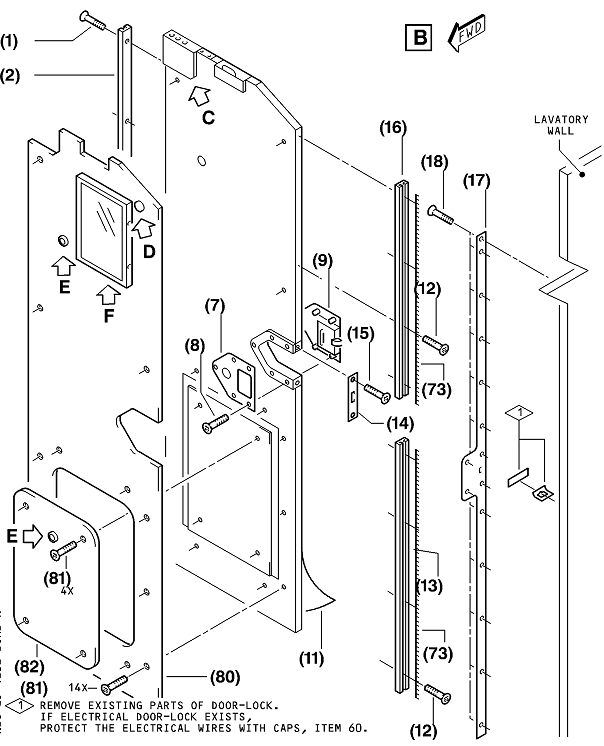 (1)
B
FWD
(2)
C
LAVATORY
WALL
(16)
(18)
(17)
D
E
F
(9)
(12)
(7)
(15)
(8)
(73)
(14)
1
E
(81)
4X
(13)
(11)
(73)
(82)
(80)
(81)
14X
(12)
1
REMOVE EXISTING PARTS OF DOOR-LOCK.
IF ELECTRICAL DOOR-LOCK EXISTS,
PROTECT THE ELECTRICAL WIRES WITH CAPS, ITEM 60.